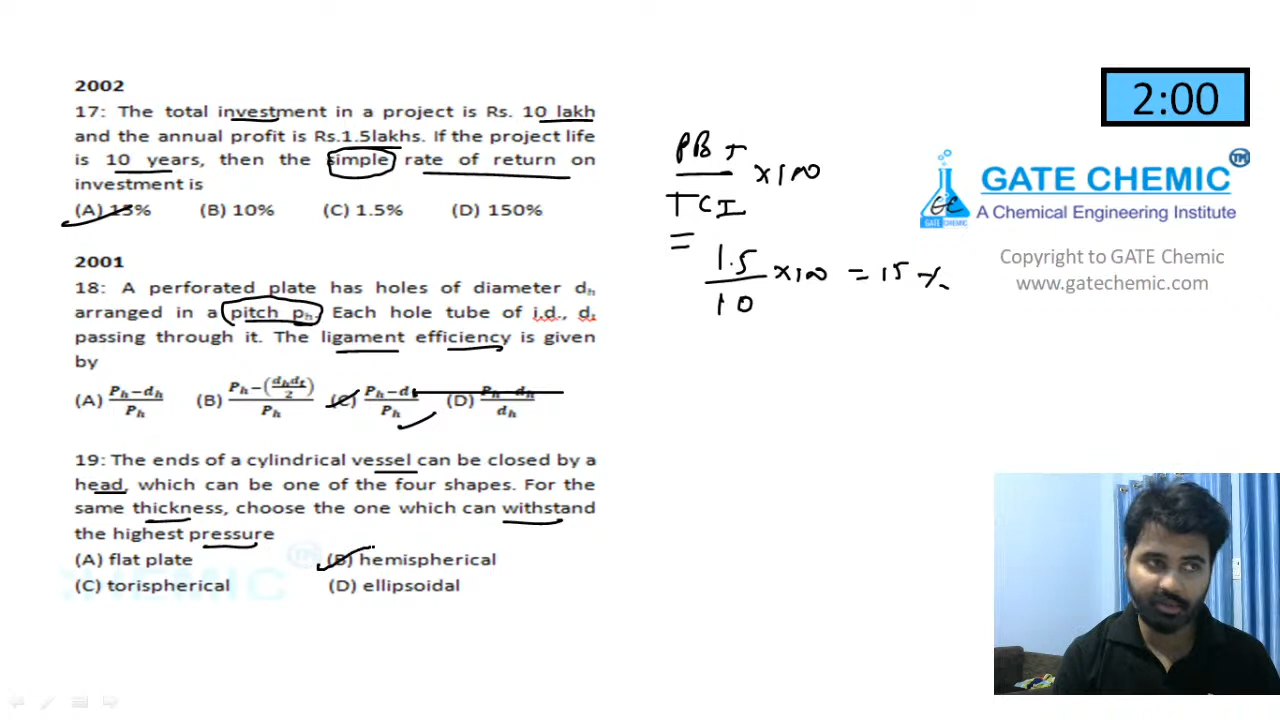 2002
17: The total investment in a project is Rs. 10 lakh
and the annual profit is Rs.1.5lakhs. If the project life
is 10 years, then the simple rate of return on
investment is
(A) 15% (B) 10% (C) 1.5% (D) 150%
2001
18: A perforated plate has holes of diameter dₕ
arranged in a pitch pₕ. Each hole tube of i.d., dₜ
passing through it. The ligament efficiency is given
by
(A) Pₕ−dₕ / Pₕ (B) Pₕ−(dₕdₜ/2) / Pₕ (C) Pₕ−d / Pₕ (D) Pₕ−dₕ / dₕ
19: The ends of a cylindrical vessel can be closed by a
head, which can be one of the four shapes. For the
same thickness, choose the one which can withstand
the highest pressure
(A) flat plate (B) hemispherical
(C) torispherical (D) ellipsoidal
CHEMIC
TM
PBT
× 100
TCI
=
1.5
× 100 = 15 %
10
2:00
TM
GATE CHEMIC
A Chemical Engineering Institute
GC
GATE CHEMIC
Copyright to GATE Chemic
www.gatechemic.com